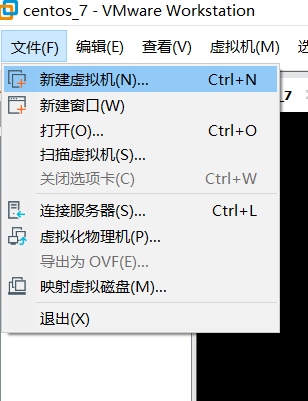 centos_7 - VMware Workstation
文件(F) 编辑(E) 查看(V) 虚拟机(M)
新建虚拟机(N)... Ctrl+N
新建窗口(W)
打开(O)... Ctrl+O
扫描虚拟机(S)...
关闭选项卡(C) Ctrl+W
连接服务器(S)... Ctrl+L
虚拟化物理机(P)...
导出为 OVF(E)...
映射虚拟磁盘(M)...
退出(X)
_7